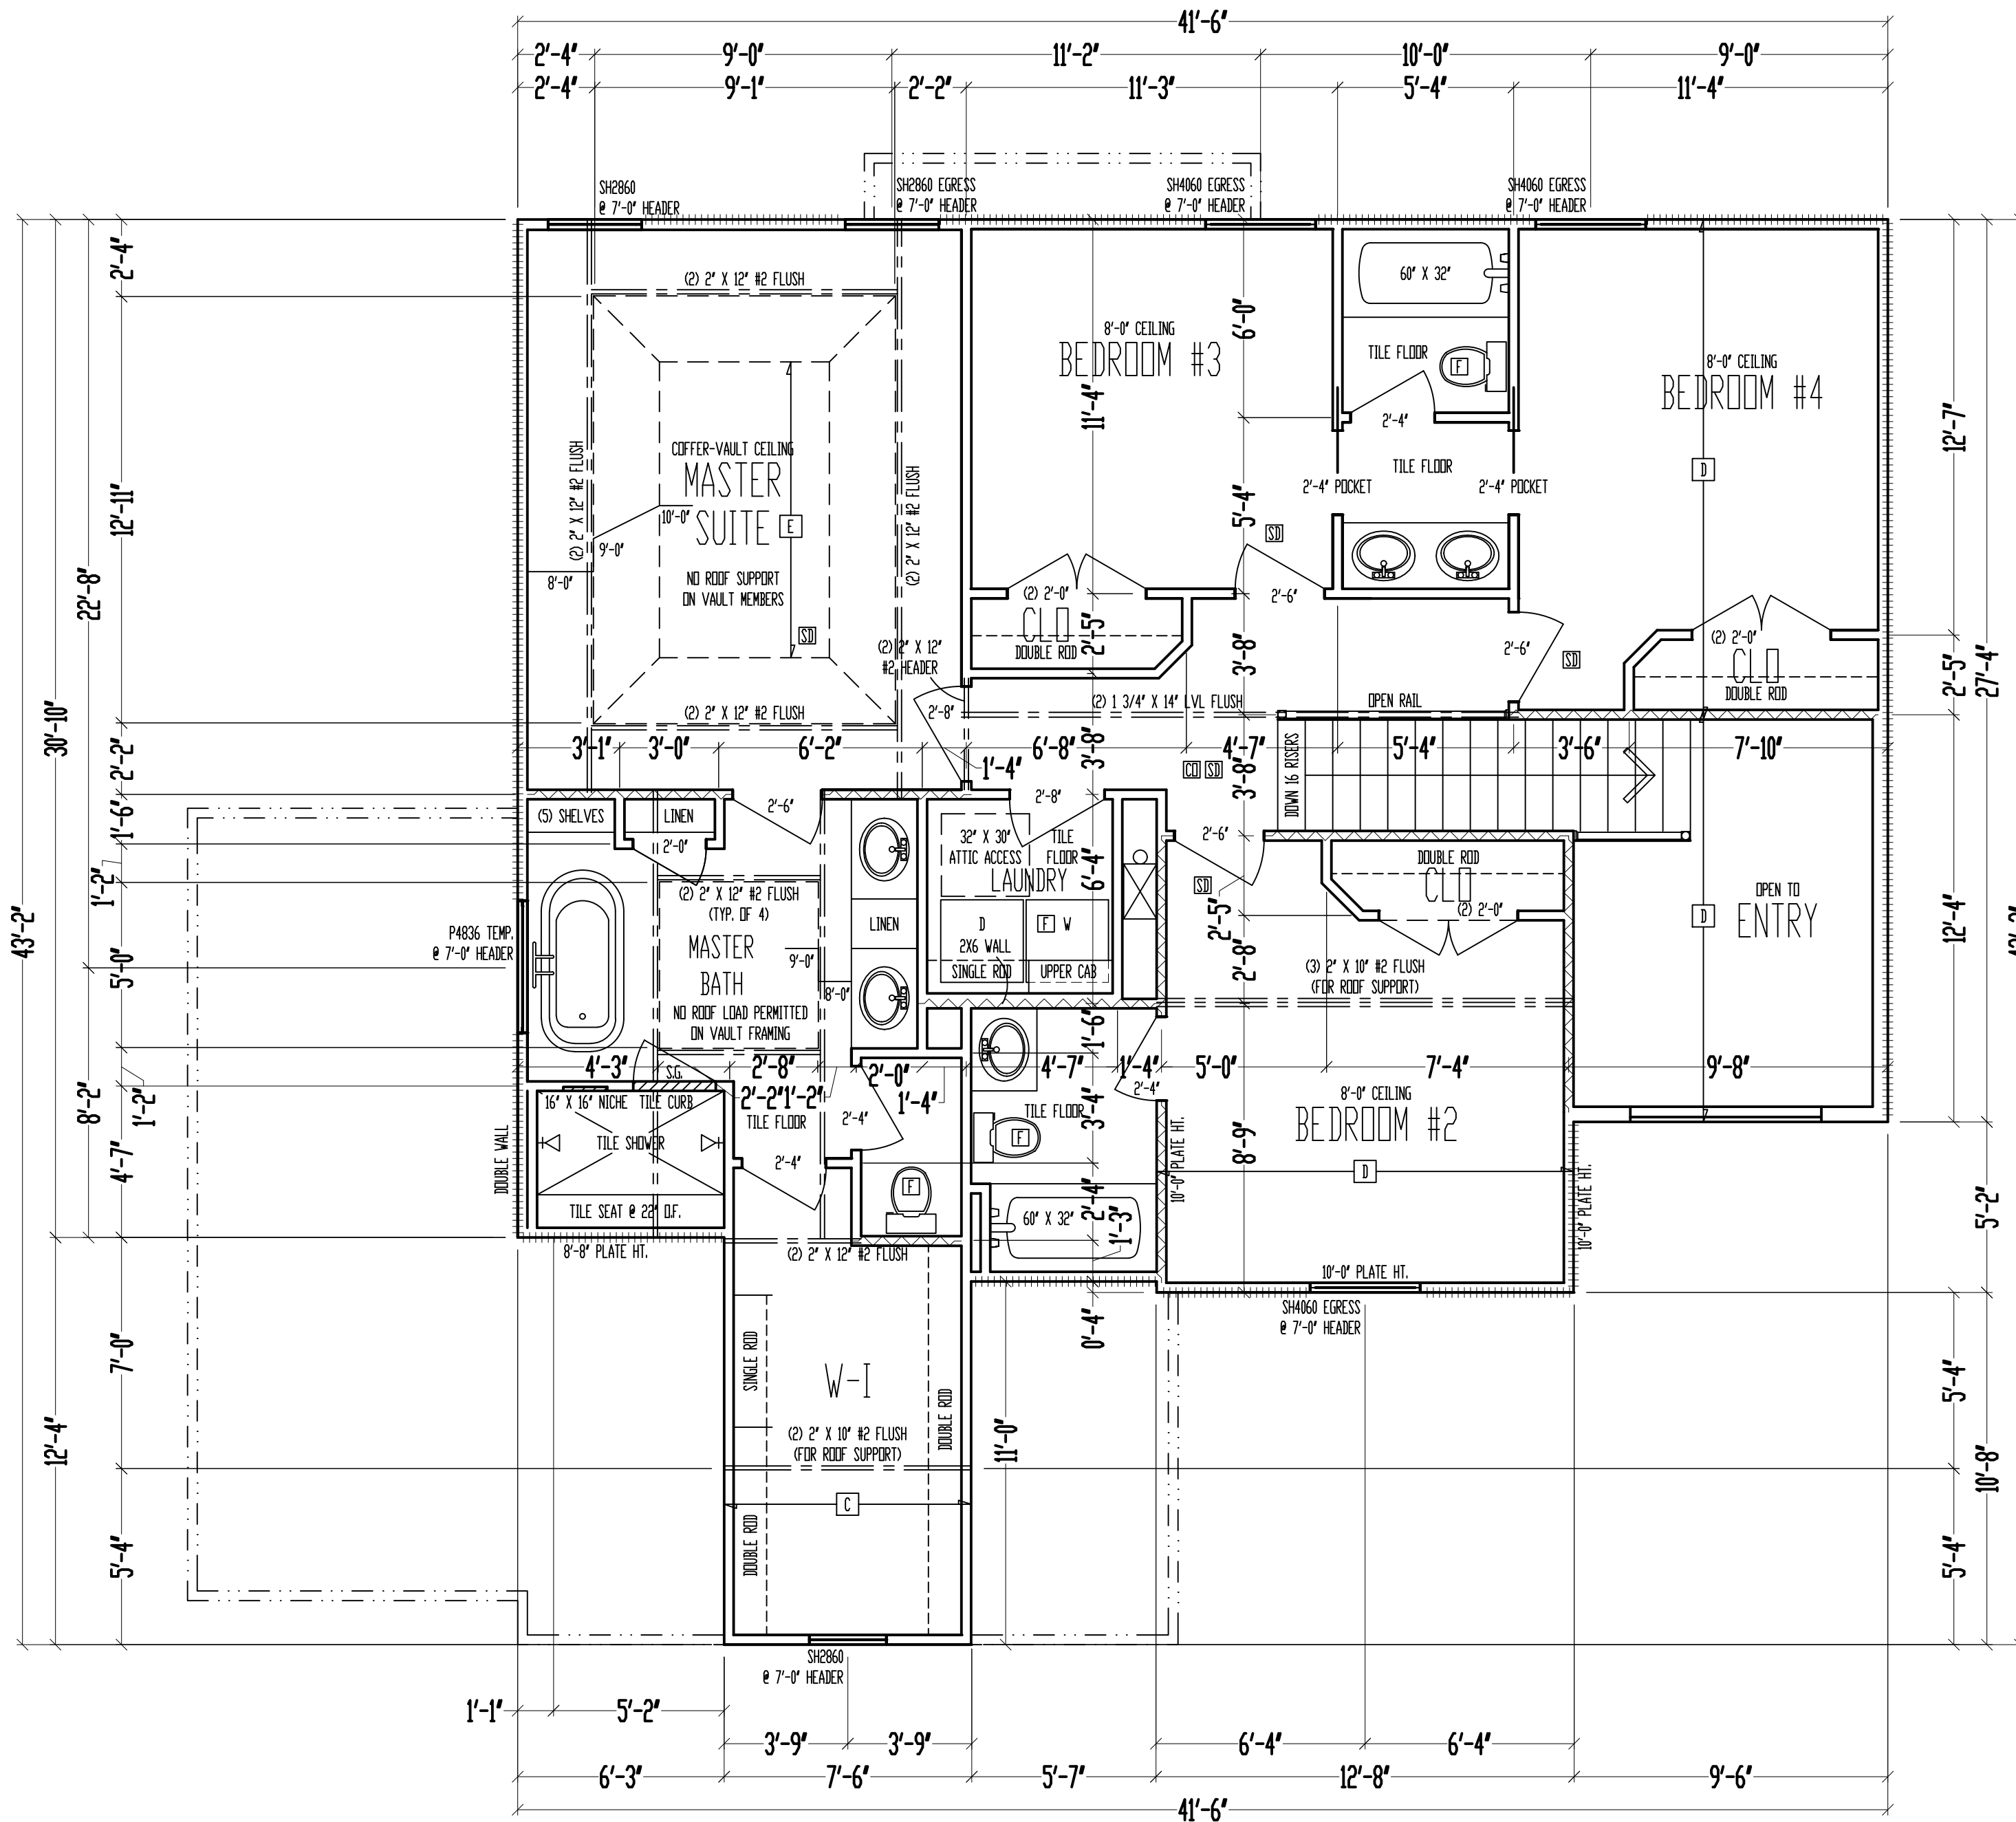 41'-6"
2'-4" 9'-0" 11'-2" 10'-0" 9'-0"
2'-4" 9'-1" 2'-2" 11'-3" 5'-4" 11'-4"
SH2860
@ 7'-0" HEADER
SH2860 EGRESS
@ 7'-0" HEADER
SH4060 EGRESS
@ 7'-0" HEADER
SH4060 EGRESS
@ 7'-0" HEADER
43'-2"
30'-10"
12'-4"
22'-8"
8'-2"
2'-4"
12'-11"
2'-2"
1'-6"
1'-2"
5'-0"
1'-2"
4'-7"
7'-0"
5'-4"
(2) 2" X 12" #2 FLUSH
(2) 2" X 12" #2 FLUSH
COFFER-VAULT CEILING
MASTER
SUITE
E
10'-0"
9'-0"
8'-0"
NO ROOF SUPPORT
ON VAULT MEMBERS
SD
(2) 2" X 12" #2 FLUSH
(2) 2" X 12" #2 FLUSH
(2) 2" X 12"
#2 HEADER
2'-8"
8'-0" CEILING
BEDROOM #3
11'-4"
6'-0"
5'-4"
SD
(2) 2'-0"
CLO
DOUBLE ROD
2'-5"
2'-6"
3'-8"
60" X 32"
TILE FLOOR
F
2'-4"
TILE FLOOR
2'-4" POCKET
2'-4" POCKET
8'-0" CEILING
BEDROOM #4
D
2'-6"
SD
(2) 2'-0"
CLO
DOUBLE ROD
12'-7"
2'-5"
27'-4"
12'-4"
5'-2"
5'-4"
10'-8"
5'-4"
(2) 1 3/4" X 14" LVL FLUSH
OPEN RAIL
3'-1" 3'-0" 6'-2" 1'-4" 6'-8" 4'-7" 5'-4" 3'-6" 7'-10"
3'-8"
3'-8"
CO SD
DOWN 16 RISERS
(5) SHELVES
LINEN
2'-0"
2'-6"
(2) 2" X 12" #2 FLUSH
(TYP. OF 4)
MASTER
BATH
9'-0"
8'-0"
NO ROOF LOAD PERMITTED
ON VAULT FRAMING
P4836 TEMP.
@ 7'-0" HEADER
LINEN
2'-8"
32" X 30"
ATTIC ACCESS
TILE
FLOOR
LAUNDRY
6'-4"
D
F W
2X6 WALL
SINGLE ROD
UPPER CAB
2'-6"
SD
2'-5"
2'-8"
DOUBLE ROD
CLO
(2) 2'-0"
(3) 2" X 10" #2 FLUSH
(FOR ROOF SUPPORT)
OPEN TO
ENTRY
D
4'-3" 2'-8" 2'-0" 4'-7" 1'-4" 5'-0" 7'-4" 9'-8"
2'-2" 1'-2" 1'-4"
S.G.
16" X 16" NICHE
TILE CURB
TILE SHOWER
TILE SEAT @ 22" O.F.
DOUBLE WALL
8'-8" PLATE HT.
TILE FLOOR
2'-4"
2'-4"
F
1'-6"
TILE FLOOR
3'-4"
F
2'-4"
2'-4"
60" X 32"
1'-3"
0'-4"
10'-0" PLATE HT.
8'-0" CEILING
BEDROOM #2
8'-9"
D
10'-0" PLATE HT.
10'-0" PLATE HT.
SH4060 EGRESS
@ 7'-0" HEADER
(2) 2" X 12" #2 FLUSH
SINGLE ROD
W-I
DOUBLE ROD
(2) 2" X 10" #2 FLUSH
(FOR ROOF SUPPORT)
C
DOUBLE ROD
11'-0"
SH2860
@ 7'-0" HEADER
1'-1" 5'-2"
3'-9" 3'-9" 6'-4" 6'-4"
6'-3" 7'-6" 5'-7" 12'-8" 9'-6"
41'-6"